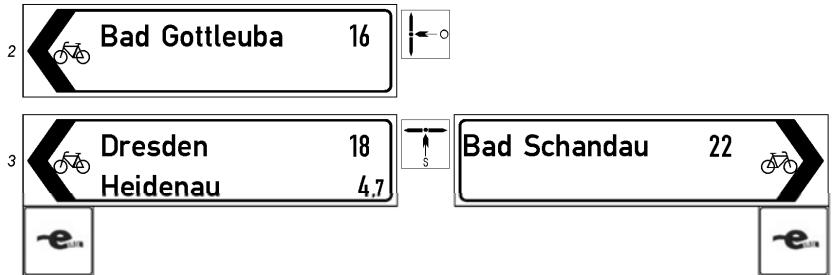 2
Bad Gottleuba 16
O
3
Dresden 18
Heidenau 4,7
S
Bad Schandau 22
e
e